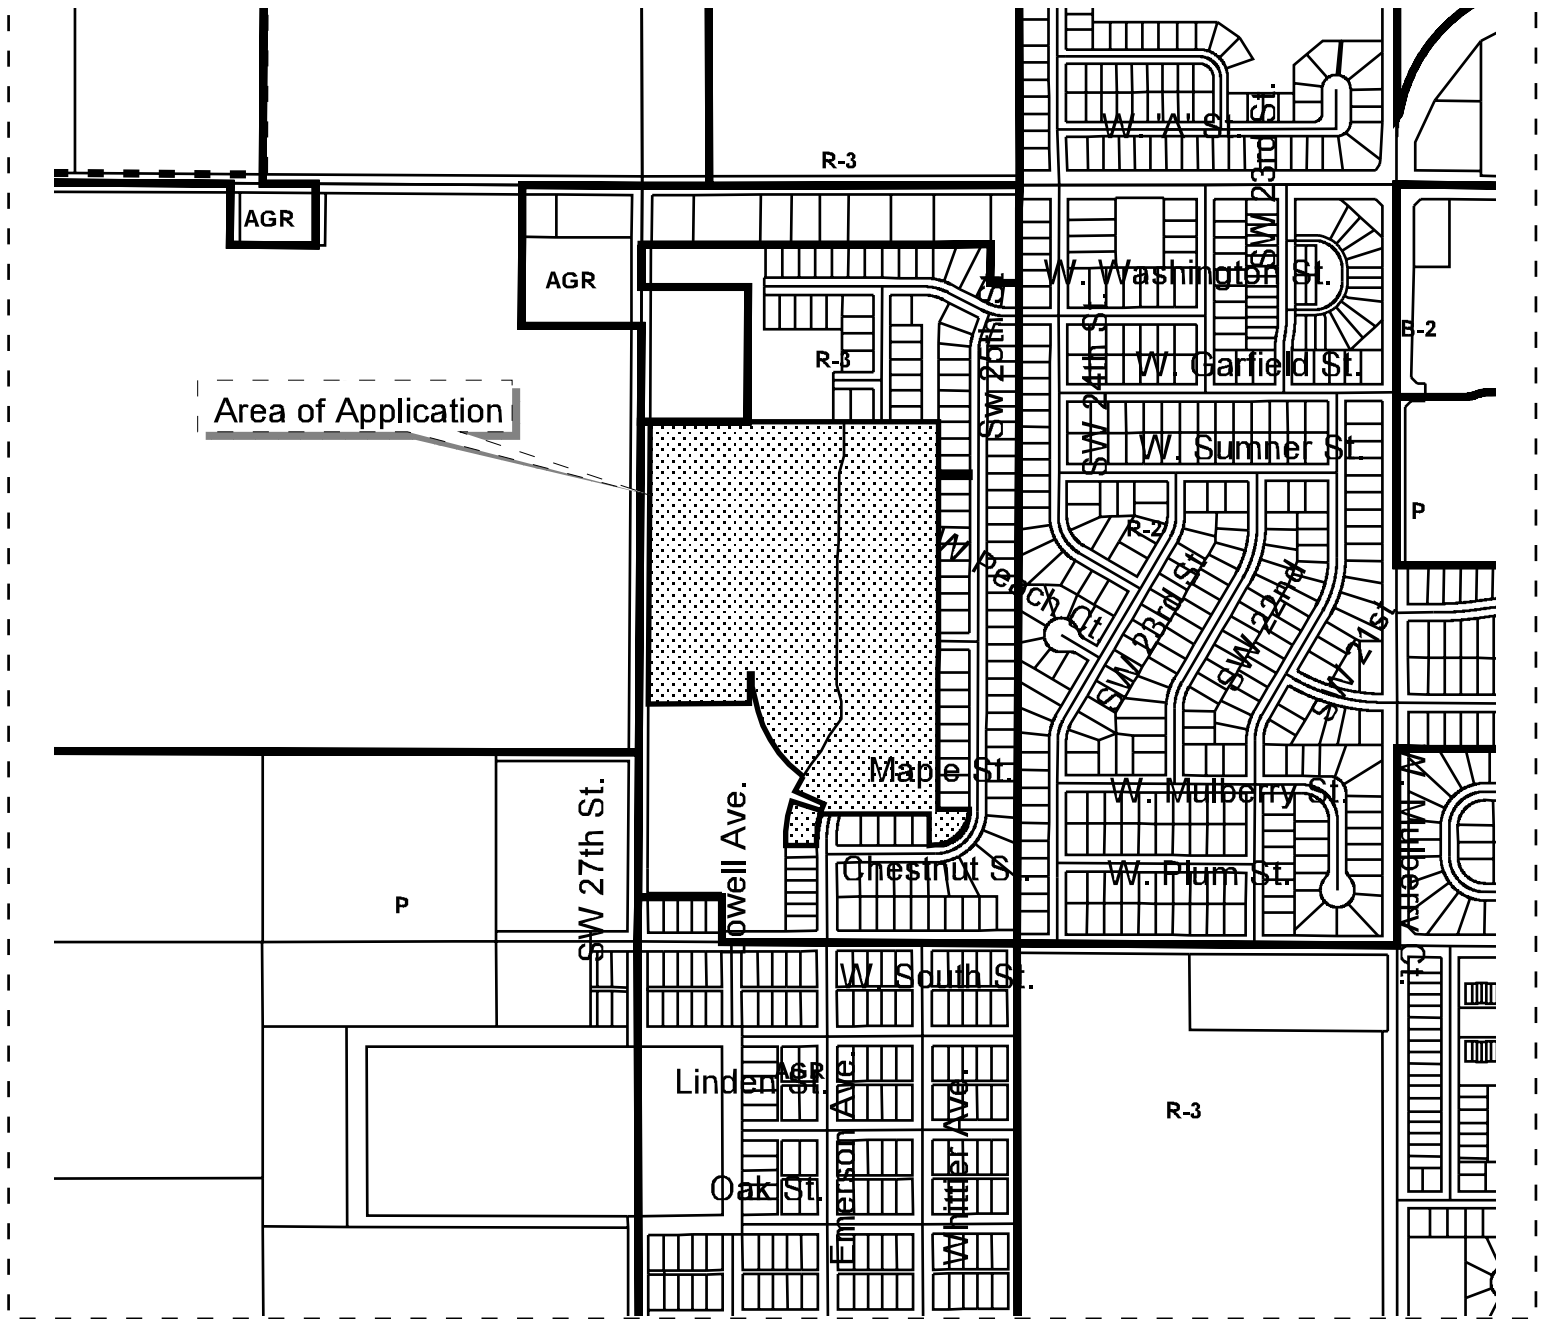 W. 'A' St.
SW 23rd St.
R-3
AGR
AGR
W. Washington St.
SW 24th St.
Sw 25th St
B-2
R-3
W. Garfield St.
Area of Application
W. Sumner St.
P
R-2
W Peach Ct
SW 23rd St
SW 22nd
SW 21st
Maple St.
W. Mulberry St.
W. Mulberry Ct.
SW 27th St.
Lowell Ave.
Chestnut S .
W. Plum St.
P
W. South St.
AGR
Linden St.
Emerson Ave.
Whittier Ave.
R-3
Oak St.